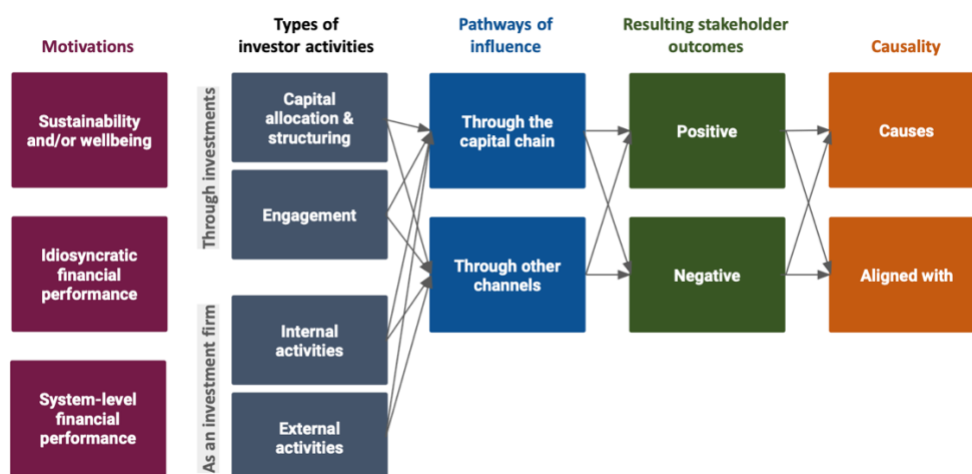 Motivations
Types of
investor activities
Pathways of
influence
Resulting stakeholder
outcomes
Causality
Sustainability
and/or wellbeing
Idiosyncratic
financial
performance
System-level
financial
performance
Through investments
As an investment firm
Capital
allocation &
structuring
Engagement
Internal
activities
External
activities
Through the
capital chain
Through other
channels
Positive
Negative
Causes
Aligned with